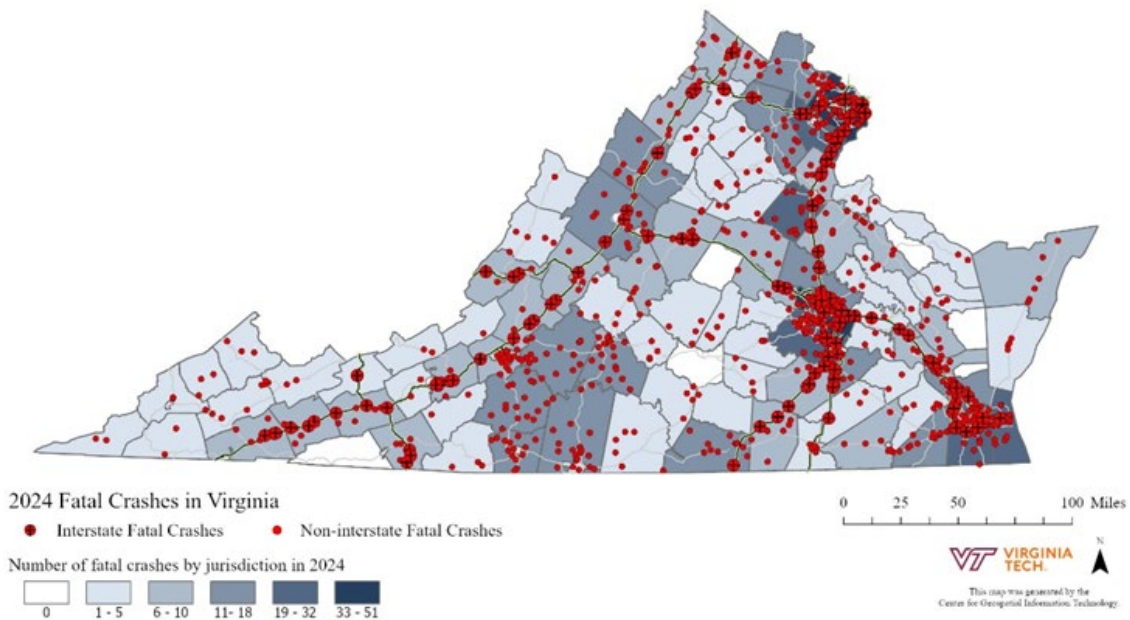 2024 Fatal Crashes in Virginia
Interstate Fatal Crashes
Non-interstate Fatal Crashes
Number of fatal crashes by jurisdiction in 2024
0
1 - 5
6 - 10
11- 18
19 - 32
33 - 51
0
25
50
100 Miles
VT VIRGINIA
TECH.
N
This map was generated by the
Center for Geospatial Information Technology.